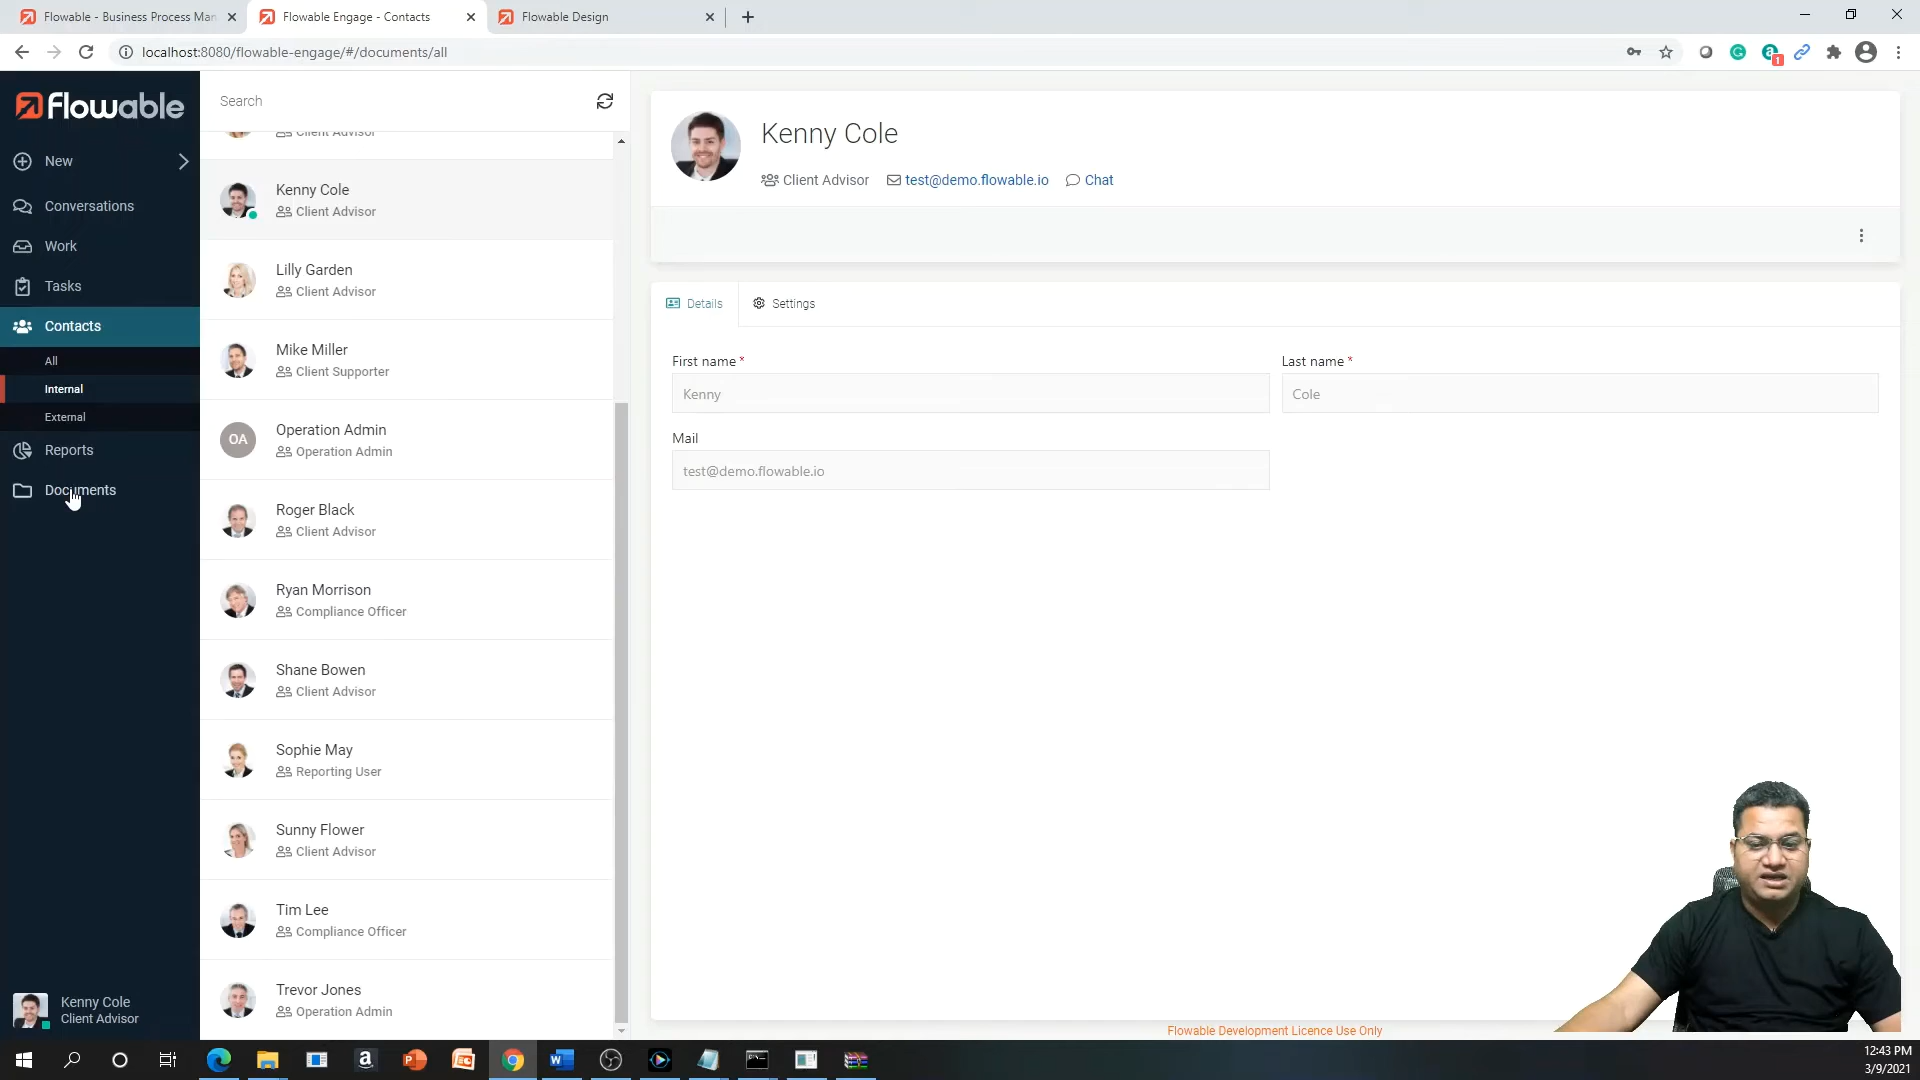 Flowable - Business Process Man
Flowable Engage - Contacts
Flowable Design
localhost:8080/flowable-engage/#/documents/all
1
Flowable
New
Conversations
Work
Tasks
Contacts
All
Internal
External
Reports
Documents
Kenny Cole
Client Advisor
Search
Client Advisor
Kenny Cole
Client Advisor
Lilly Garden
Client Advisor
Mike Miller
Client Supporter
OA
Operation Admin
Operation Admin
Roger Black
Client Advisor
Ryan Morrison
Compliance Officer
Shane Bowen
Client Advisor
Sophie May
Reporting User
Sunny Flower
Client Advisor
Tim Lee
Compliance Officer
Trevor Jones
Operation Admin
Kenny Cole
Client Advisor test@demo.flowable.io Chat
Details Settings
First name * Last name *
Kenny Cole
Mail
test@demo.flowable.io
Flowable Development Licence Use Only
12:43 PM
3/9/2021